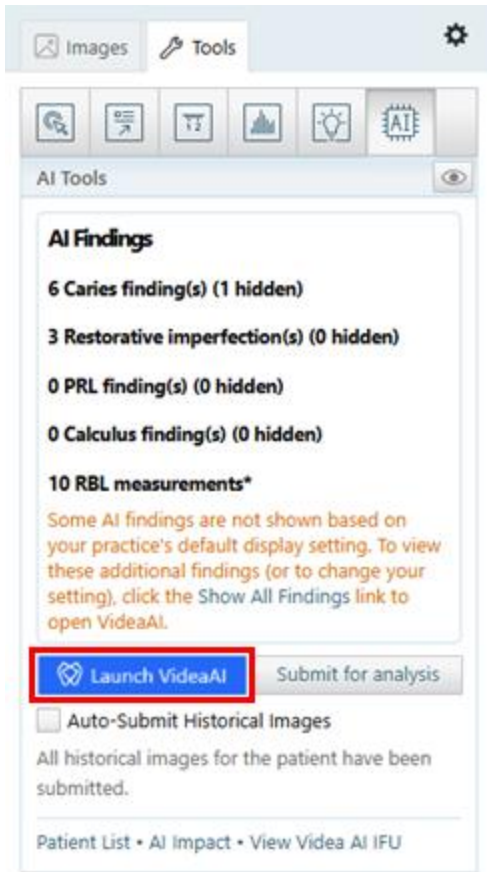 Images Tools
AI
AI Tools
AI Findings
6 Caries finding(s) (1 hidden)
3 Restorative imperfection(s) (0 hidden)
0 PRL finding(s) (0 hidden)
0 Calculus finding(s) (0 hidden)
10 RBL measurements*
Some AI findings are not shown based on
your practice's default display setting. To view
these additional findings (or to change your
setting), click the Show All Findings link to
open VideaAI.
Launch VideaAI Submit for analysis
Auto-Submit Historical Images
All historical images for the patient have been
submitted.
Patient List • AI Impact • View Videa AI IFU